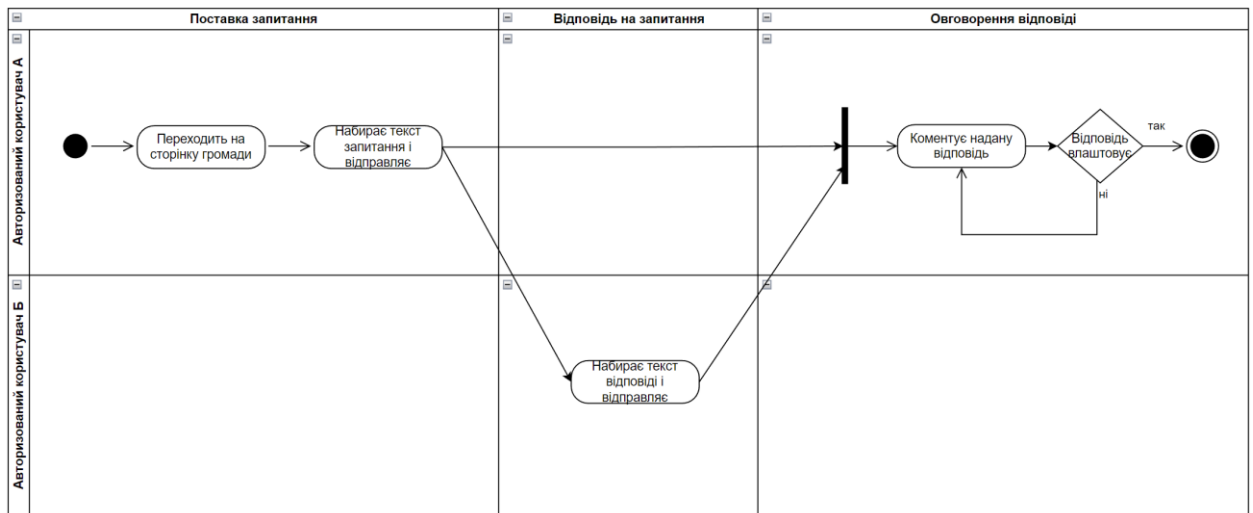 Поставка запитання
Відповідь на запитання
Овговорення відповіді
Авторизований користувач А
Переходить на
сторінку громади
Набирає текст
запитання і
відправляє
Коментує надану
відповідь
Відповідь
влаштовує
так
ні
Авторизований користувач Б
Набирає текст
відповіді і
відправляє